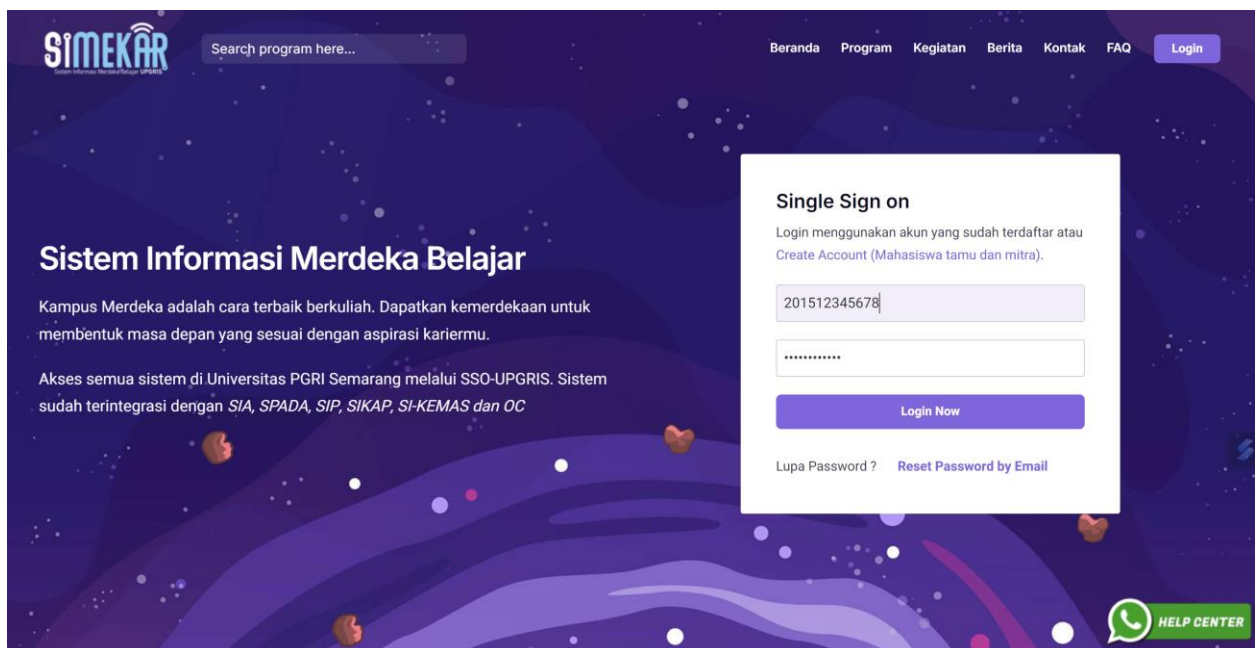 SIMEKAR
Sistem Informasi Merdeka Belajar UPGRIS
Search program here...
Beranda Program Kegiatan Berita Kontak FAQ Login
Sistem Informasi Merdeka Belajar
Kampus Merdeka adalah cara terbaik berkuliah. Dapatkan kemerdekaan untuk
membentuk masa depan yang sesuai dengan aspirasi kariermu.
Akses semua sistem di Universitas PGRI Semarang melalui SSO-UPGRIS. Sistem
sudah terintegrasi dengan SIA, SPADA, SIP, SIKAP, SI-KEMAS dan OC
Single Sign on
Login menggunakan akun yang sudah terdaftar atau
Create Account (Mahasiswa tamu dan mitra).
201512345678
••••••••••••
Login Now
Lupa Password ? Reset Password by Email
HELP CENTER